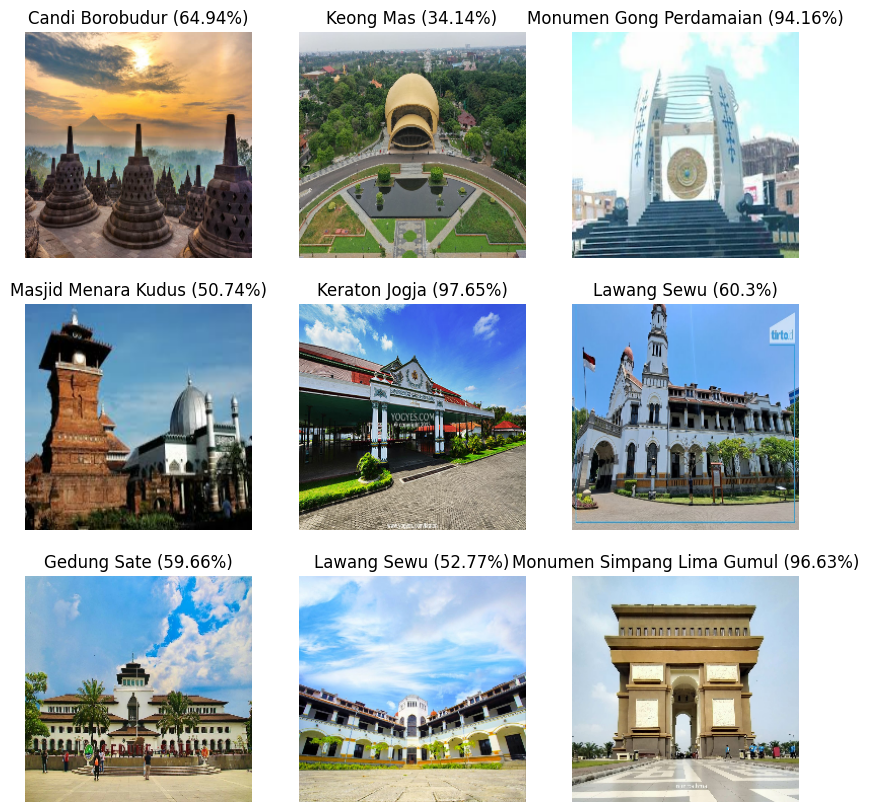 Candi Borobudur (64.94%)
Keong Mas (34.14%)
Monumen Gong Perdamaian (94.16%)
Masjid Menara Kudus (50.74%)
Keraton Jogja (97.65%)
Lawang Sewu (60.3%)
YOGYES.COM
tirto
Gedung Sate (59.66%)
Lawang Sewu (52.77%)
Monumen Simpang Lima Gumul (96.63%)